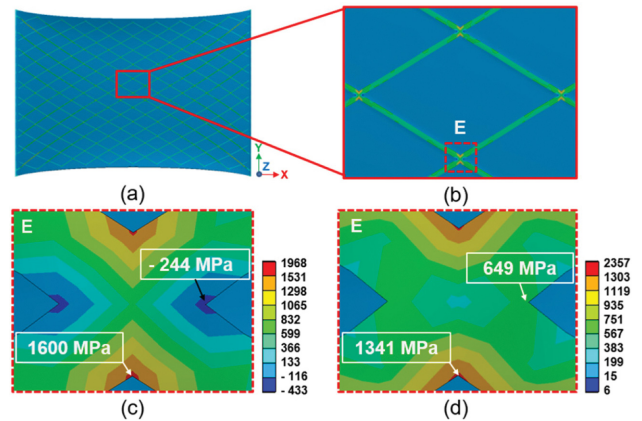 Y
Z
X
E
(a)
(b)
E
- 244 MPa
1600 MPa
1968
1531
1298
1065
832
599
366
133
- 116
- 433
E
649 MPa
1341 MPa
2357
1303
1119
935
751
567
383
199
15
6
(c)
(d)